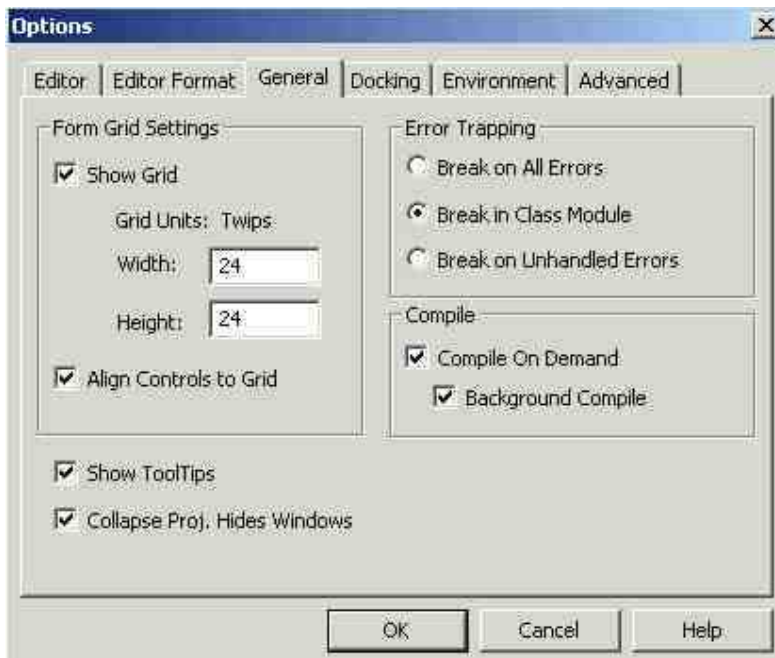 Options
Editor
Editor Format
General
Docking
Environment
Advanced
Form Grid Settings
Show Grid
Grid Units: Twips
Width: 24
Height: 24
Align Controls to Grid
Show ToolTips
Collapse Proj. Hides Windows
Error Trapping
Break on All Errors
Break in Class Module
Break on Unhandled Errors
Compile
Compile On Demand
Background Compile
OK
Cancel
Help